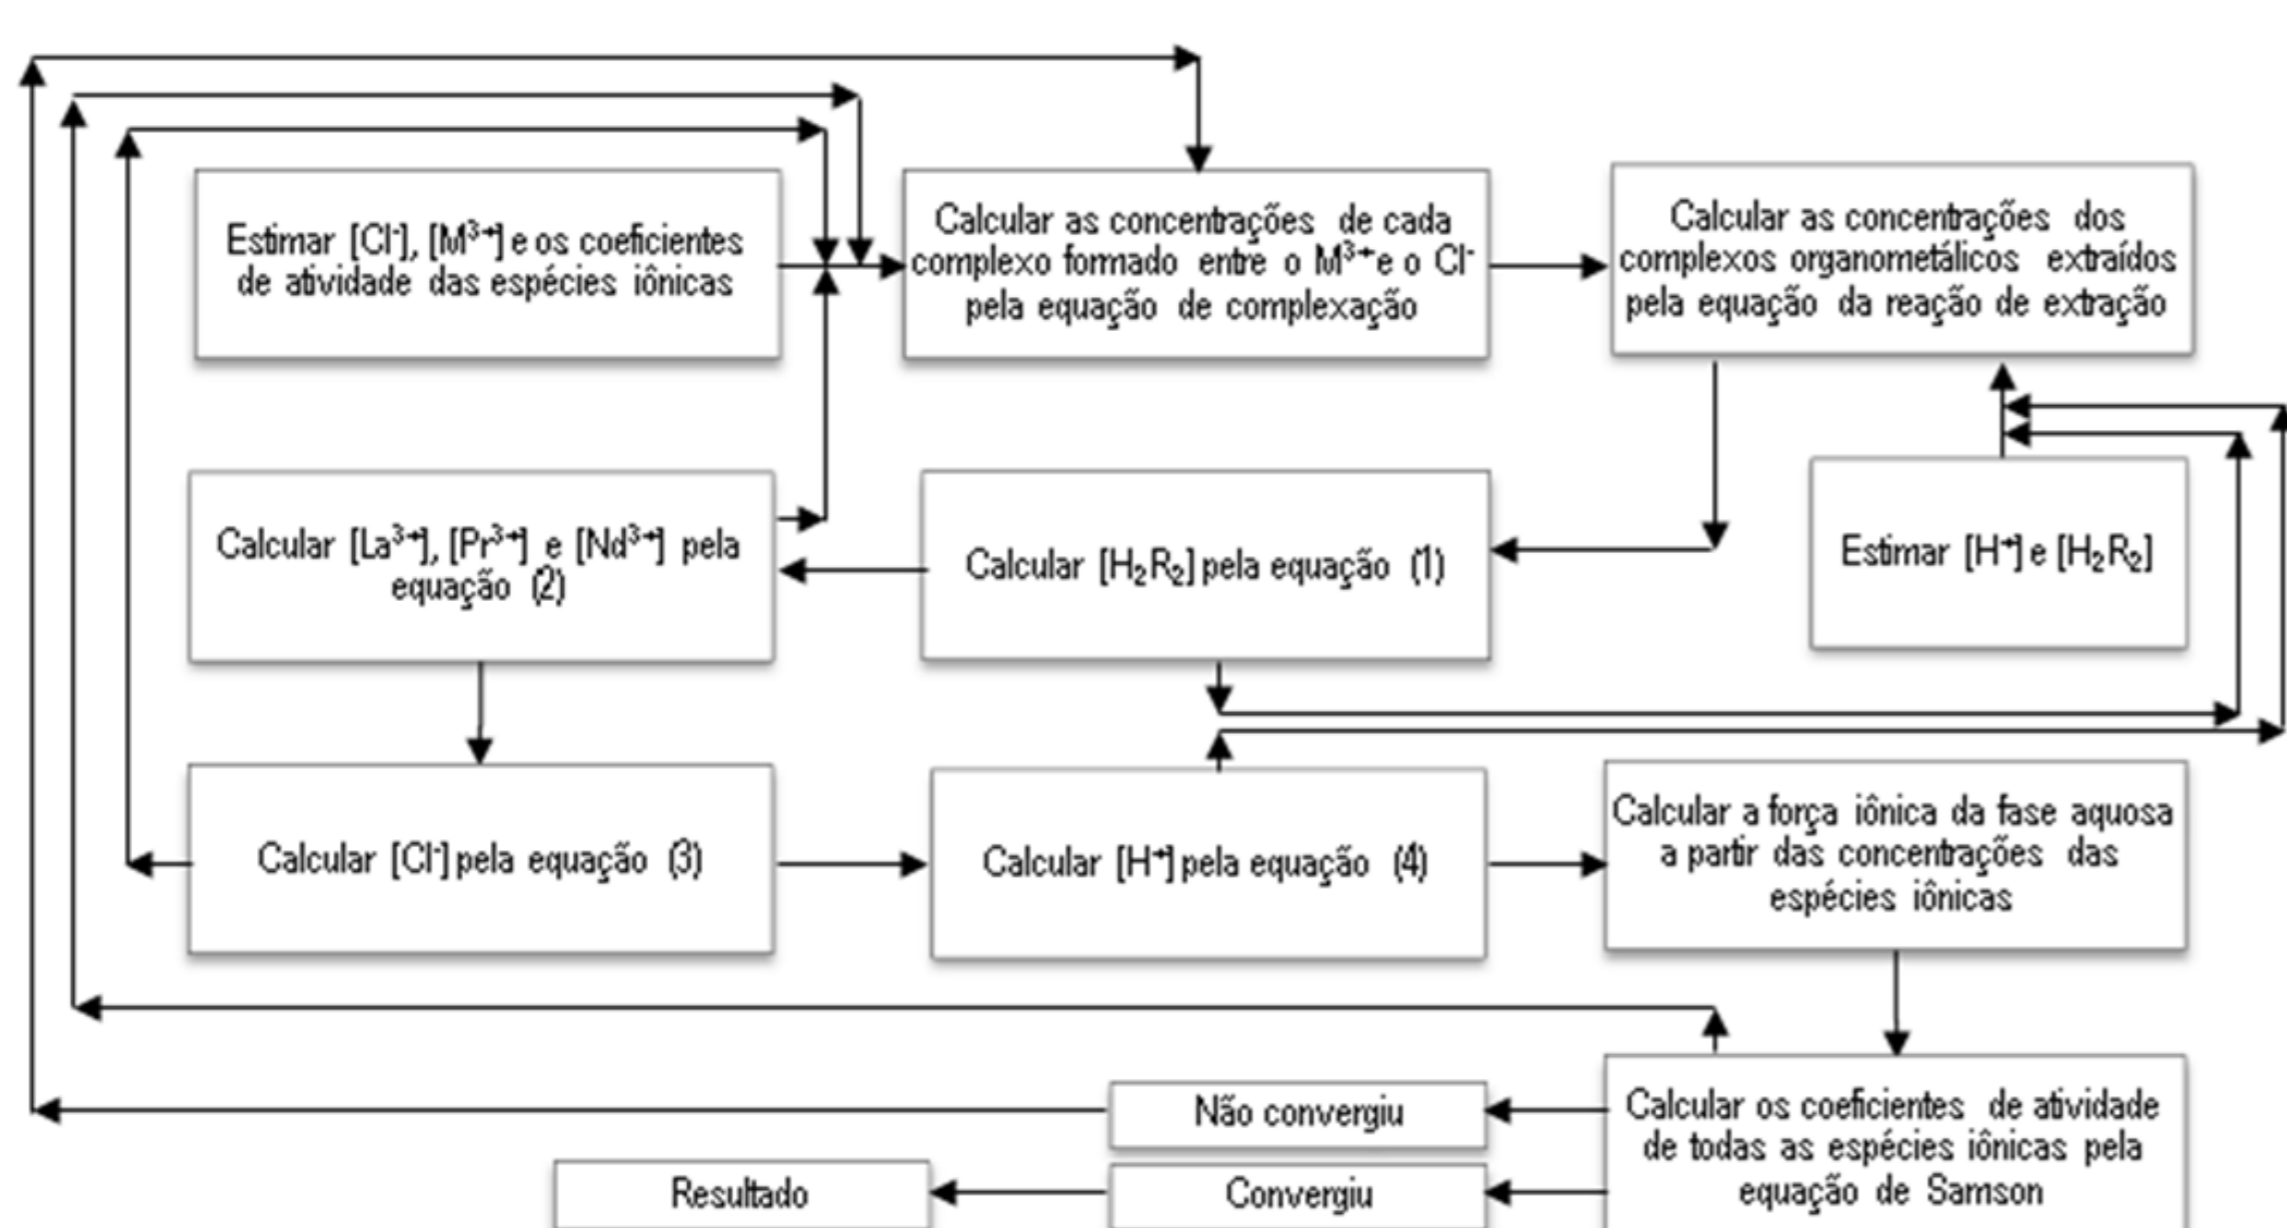 Estimar [Cl⁻], [M³⁺] e os coeficientes
de atividade das espécies iônicas
Calcular as concentrações de cada
complexo formado entre o M³⁺ e o Cl⁻
pela equação de complexação
Calcular as concentrações dos
complexos organometálicos extraídos
pela equação da reação de extração
Calcular [La³⁺], [Pr³⁺] e [Nd³⁺] pela
equação (2)
Calcular [H₂R₂] pela equação (1)
Estimar [H⁺] e [H₂R₂]
Calcular [Cl⁻] pela equação (3)
Calcular [H⁺] pela equação (4)
Calcular a força iônica da fase aquosa
a partir das concentrações das
espécies iônicas
Não convergiu
Calcular os coeficientes de atividade
de todas as espécies iônicas pela
equação de Samson
Resultado
Convergiu